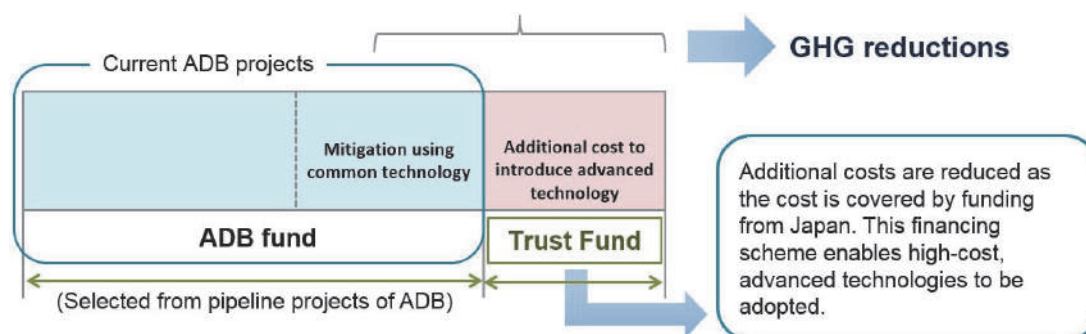 GHG reductions
Current ADB projects
Mitigation using
common technology
Additional cost to
introduce advanced
technology
ADB fund
Trust Fund
(Selected from pipeline projects of ADB)
Additional costs are reduced as
the cost is covered by funding
from Japan. This financing
scheme enables high-cost,
advanced technologies to be
adopted.